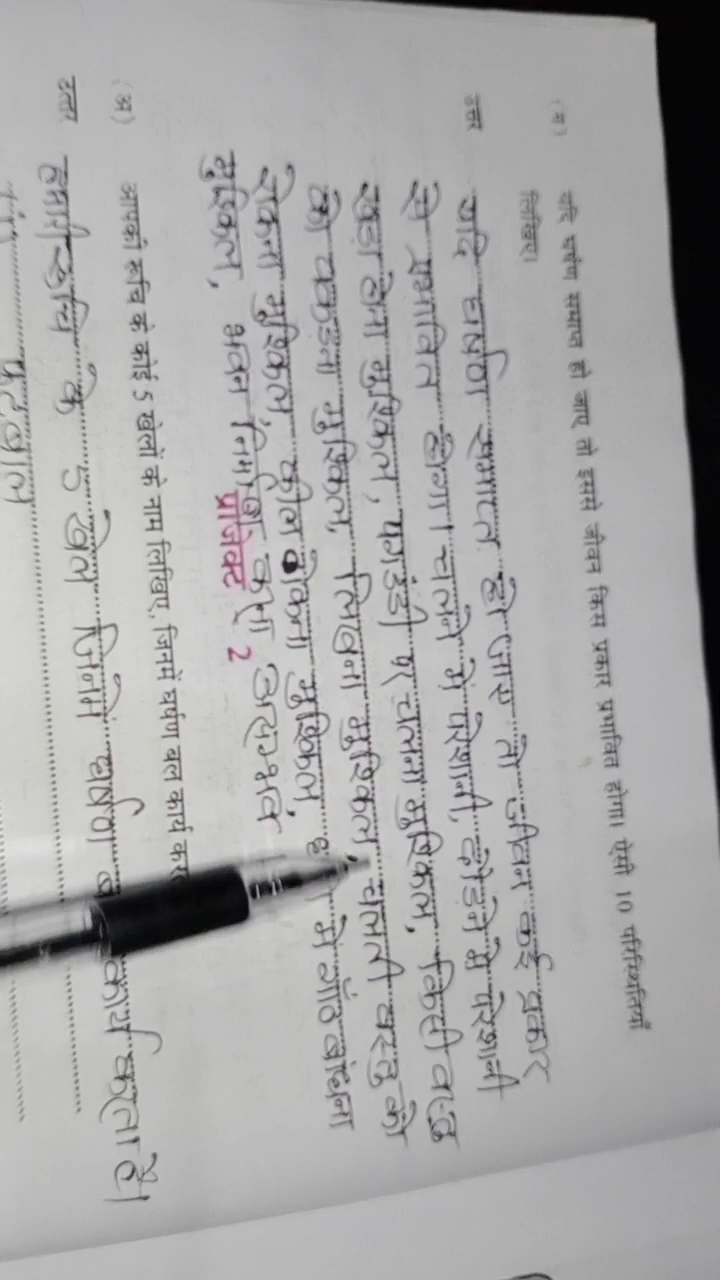 (ब) यदि घर्षण समाप्त हो जाए तो इससे जीवन किस प्रकार प्रभावित होगा। ऐसी 10 परिस्थितियाँ
लिखिए।
उत्तर यदि घर्षण समाप्त हो जाए तो जीवन कई प्रकार
से प्रभावित होगा। चलने में परेशानी, दौड़ने में परेशानी
खड़ा होना मुश्किल, पगडंडी पर चलना मुश्किल, किसी वस्तु
को पकड़ना मुश्किल, लिखना मुश्किल, चलती वस्तु को
रोकना मुश्किल, कील ठोकना मुश्किल, में गाँठ बांधना
मुश्किल, भवन निर्माण करना असम्भव
प्रोजेक्ट 2
(अ) आपकी रूचि के कोई 5 खेलों के नाम लिखिए, जिनमें घर्षण बल कार्य
उत्तर हमारी रूचि के 5 खेल जिनमें घर्षण कार्य करता है।
फुटबाल